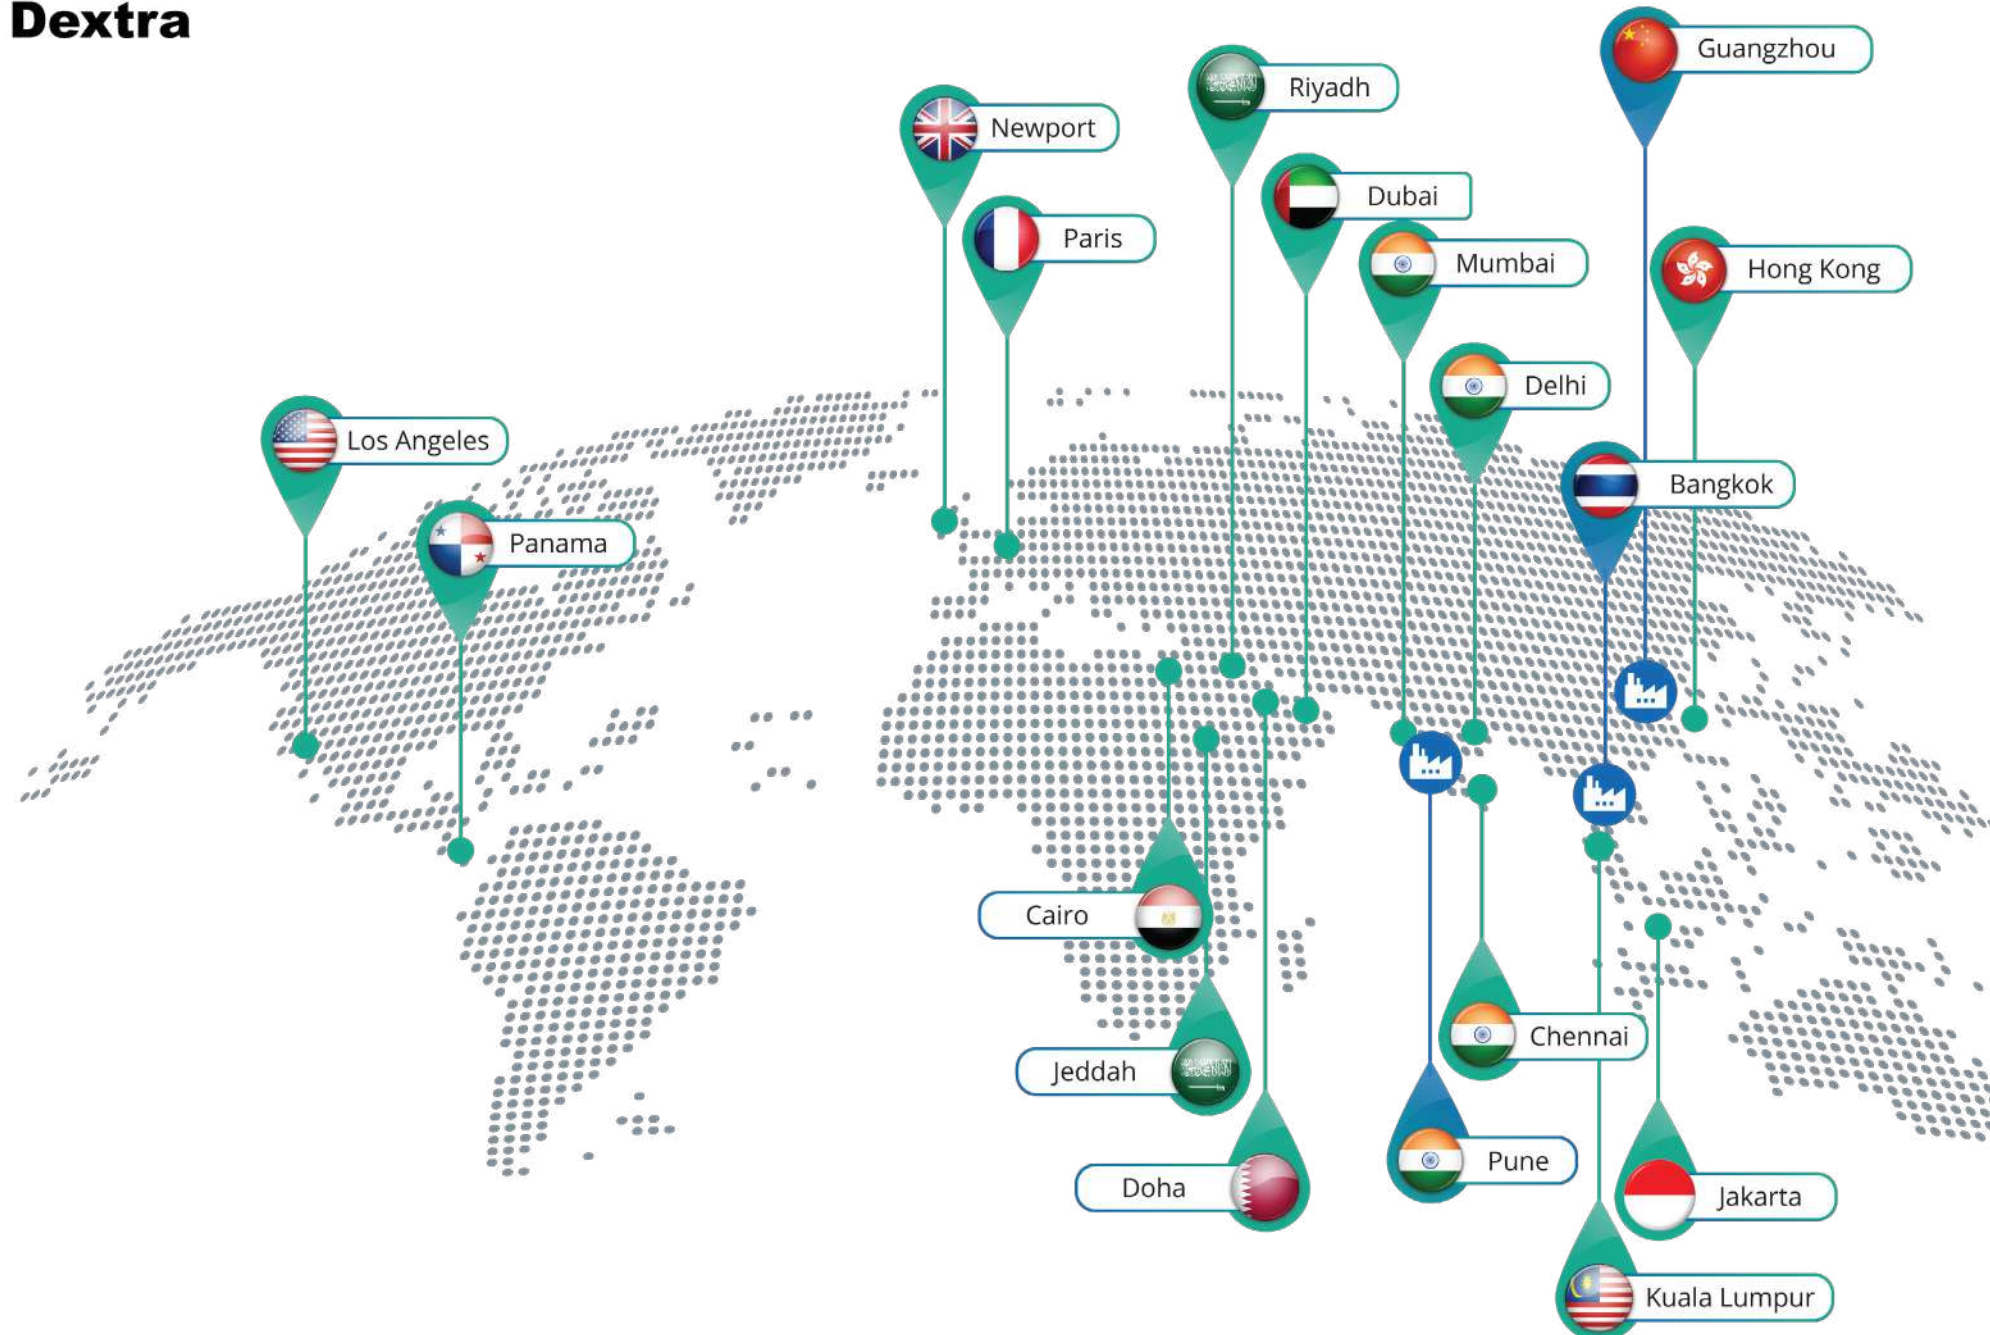 Dextra
Guangzhou
Riyadh
Newport
Dubai
Paris
Mumbai
Hong Kong
Delhi
Los Angeles
Bangkok
Panama
Cairo
Chennai
Jeddah
Pune
Doha
Jakarta
Kuala Lumpur